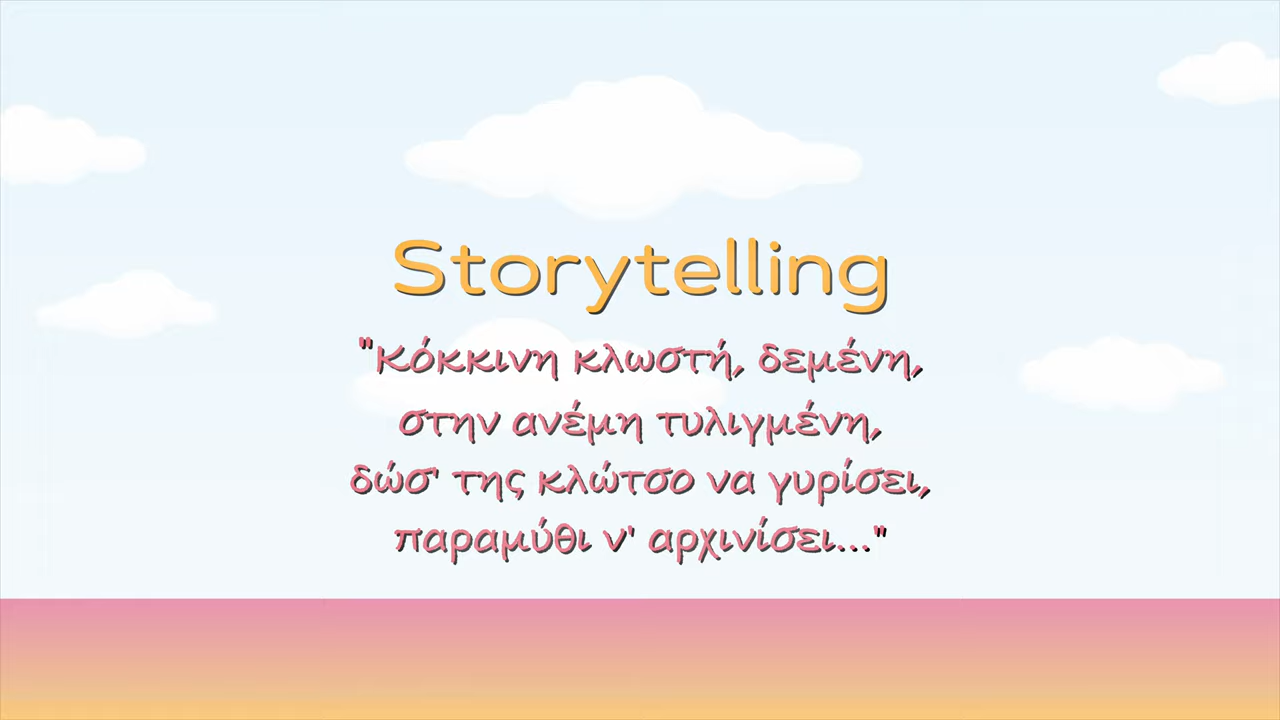 Storytelling
"Κόκκινη κλωστή, δεμένη,
στην ανέμη τυλιγμένη,
δώσ' της κλώτσο να γυρίσει,
παραμύθι ν' αρχινίσει..."